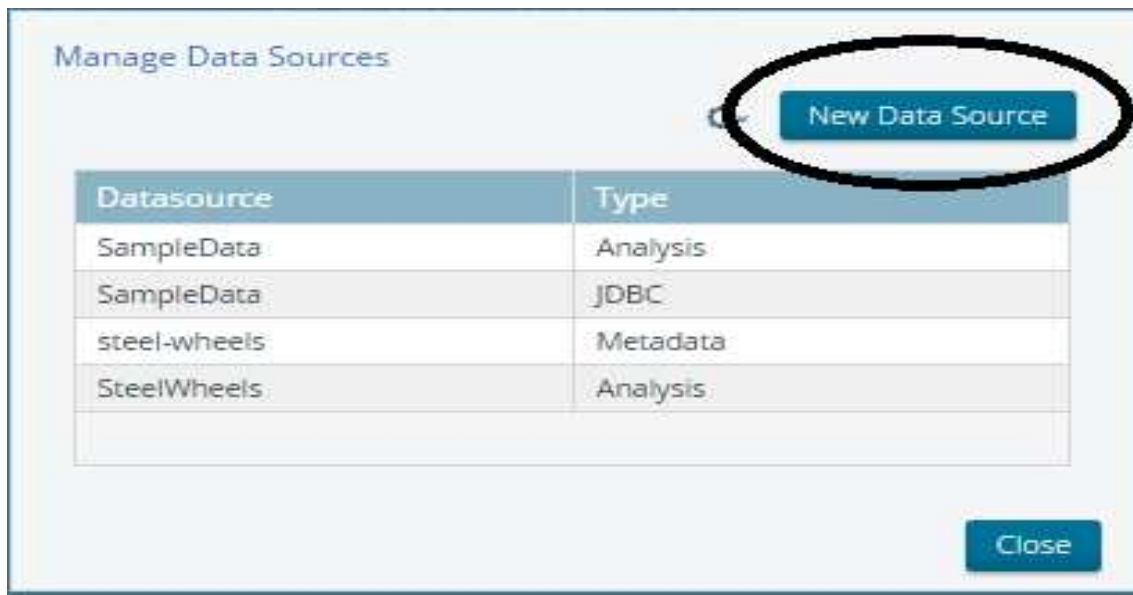 Manage Data Sources
New Data Source
Datasource Type
SampleData Analysis
SampleData JDBC
steel-wheels Metadata
SteelWheels Analysis
Close